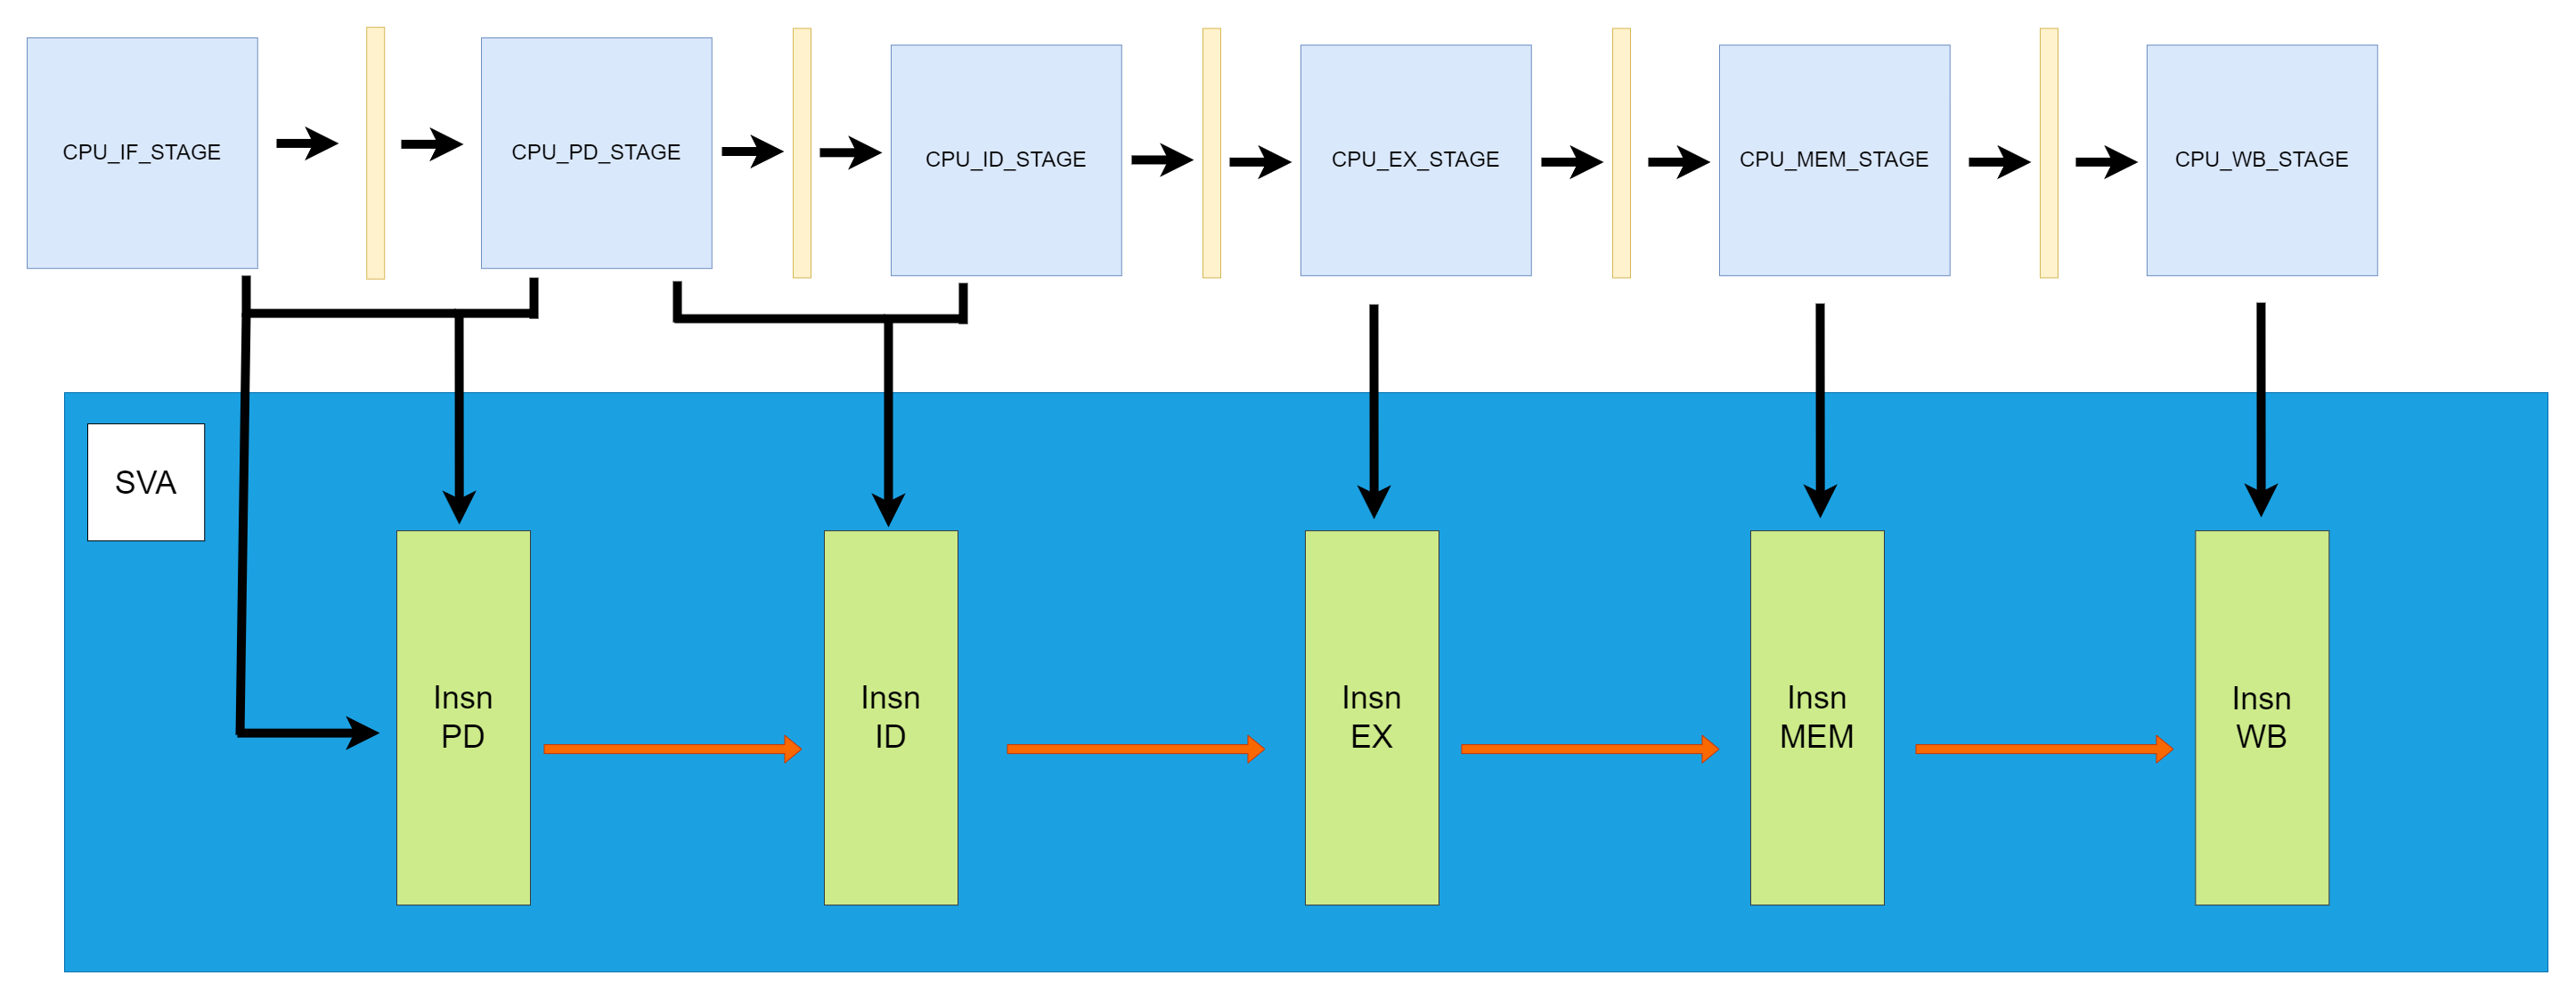 CPU_IF_STAGE
CPU_PD_STAGE
CPU_ID_STAGE
CPU_EX_STAGE
CPU_MEM_STAGE
CPU_WB_STAGE
SVA
Insn
PD
Insn
ID
Insn
EX
Insn
MEM
Insn
WB